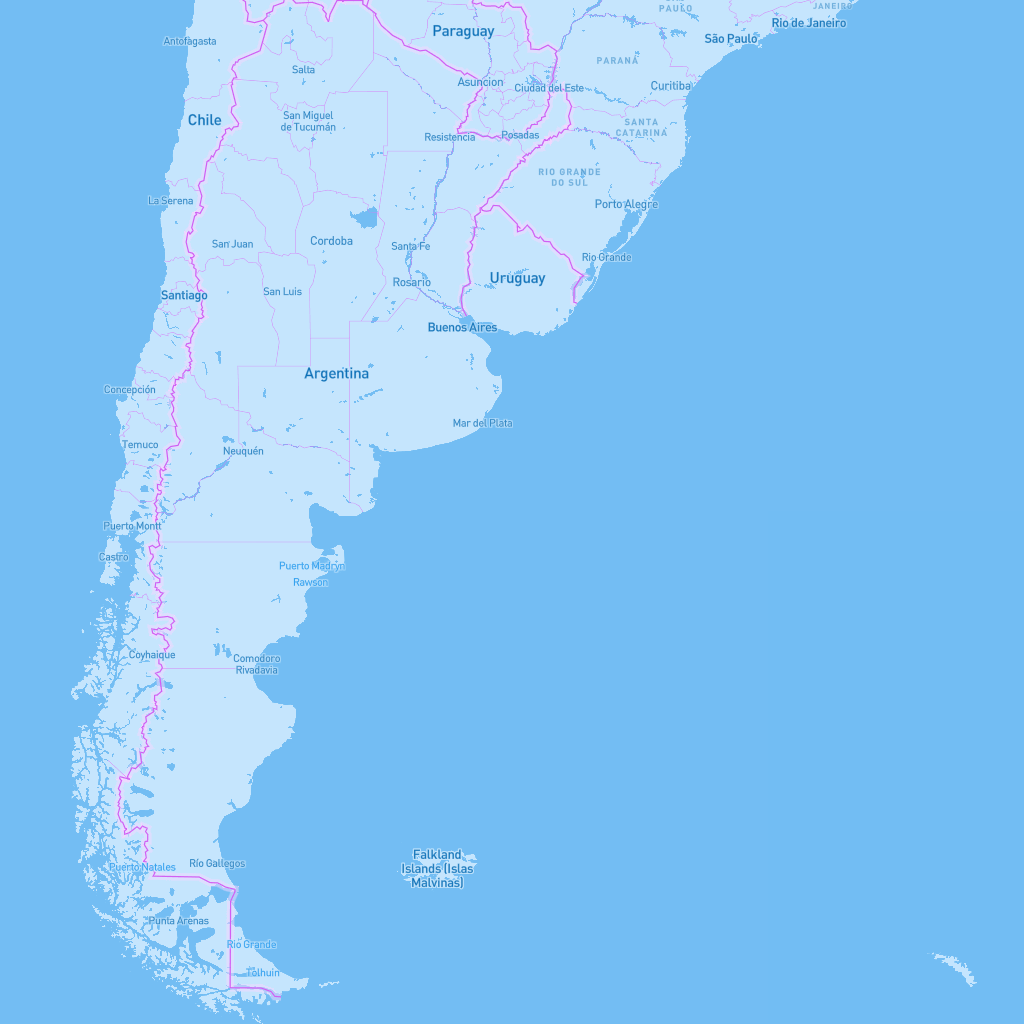 PAULO
JANEIRO
Rio de Janeiro
Paraguay
São Paulo
Antofagasta
PARANÁ
Salta
Asuncion
Ciudad del Este
Curitiba
Chile
San Miguel
de Tucumán
SANTA
CATARINA
Resistencia
Posadas
RIO GRANDE
DO SUL
La Serena
Porto Alegre
San Juan
Cordoba
Santa Fe
Rio Grande
Uruguay
Rosario
San Luis
Santiago
Buenos Aires
Argentina
Concepción
Mar del Plata
Temuco
Neuquén
Puerto Montt
Castro
Puerto Madryn
Rawson
Coyhaique
Comodoro
Rivadavia
Falkland
Islands (Islas
Malvinas)
Puerto Natales
Río Gallegos
Punta Arenas
Rio Grande
Tolhuin